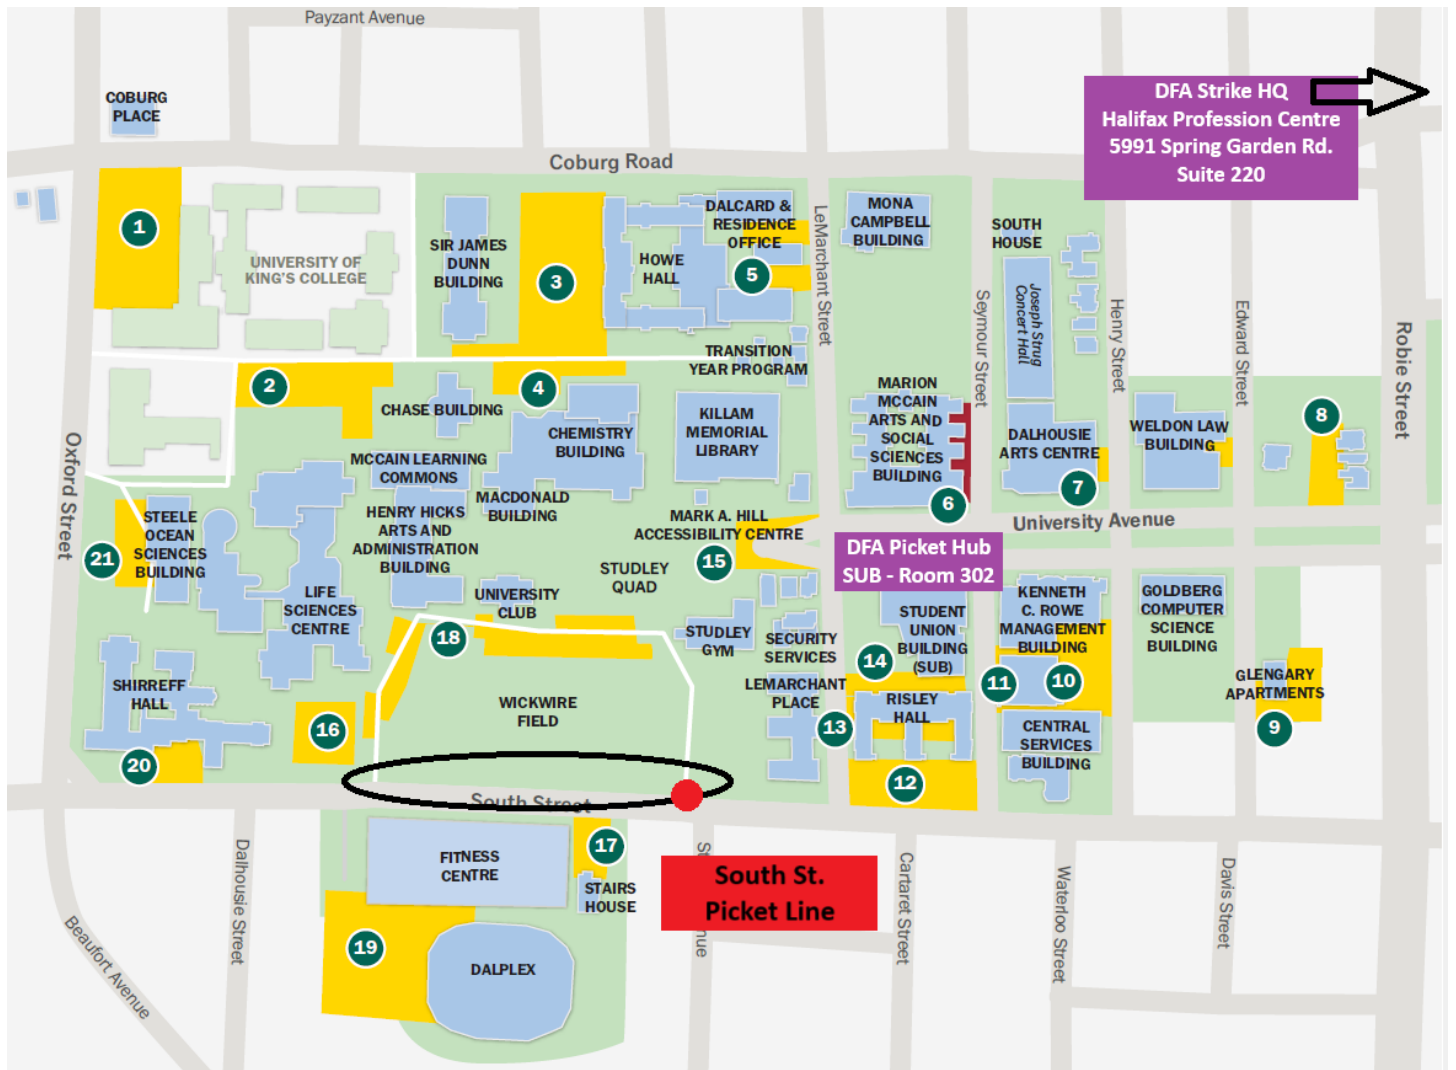 Payzant Avenue
COBURG
PLACE
DFA Strike HQ
Halifax Profession Centre
5991 Spring Garden Rd.
Suite 220
Coburg Road
1
UNIVERSITY OF
KING'S COLLEGE
SIR JAMES
DUNN
BUILDING
3
HOWE
HALL
DALCARD &
RESIDENCE
OFFICE
5
LeMarchant Street
MONA
CAMPBELL
BUILDING
SOUTH
HOUSE
Joseph Strug
Concert Hall
Seymour Street
Henry Street
Edward Street
Robie Street
TRANSITION
YEAR PROGRAM
2
4
CHASE BUILDING
CHEMISTRY
BUILDING
KILLAM
MEMORIAL
LIBRARY
MARION
MCCAIN
ARTS AND
SOCIAL
SCIENCES
BUILDING
6
DALHOUSIE
ARTS CENTRE
7
WELDON LAW
BUILDING
8
Oxford Street
MCCAIN LEARNING
COMMONS
MACDONALD
BUILDING
HENRY HICKS
ARTS AND
ADMINISTRATION
BUILDING
MARK A. HILL
ACCESSIBILITY CENTRE
15
University Avenue
STEELE
OCEAN
SCIENCES
BUILDING
21
DFA Picket Hub
SUB - Room 302
STUDLEY
QUAD
LIFE
SCIENCES
CENTRE
UNIVERSITY
CLUB
18
STUDLEY
GYM
SECURITY
SERVICES
STUDENT
UNION
BUILDING
(SUB)
14
KENNETH
C. ROWE
MANAGEMENT
BUILDING
11
10
GOLDBERG
COMPUTER
SCIENCE
BUILDING
SHIRREFF
HALL
LEMARCHANT
PLACE
GLENGARY
APARTMENTS
9
WICKWIRE
FIELD
16
13
RISLEY
HALL
CENTRAL
SERVICES
BUILDING
20
12
South Street
17
FITNESS
CENTRE
STAIRS
HOUSE
South St.
Picket Line
Dalhousie Street
Cartaret Street
Waterloo Street
Davis Street
Beaufort Avenue
19
DALPLEX